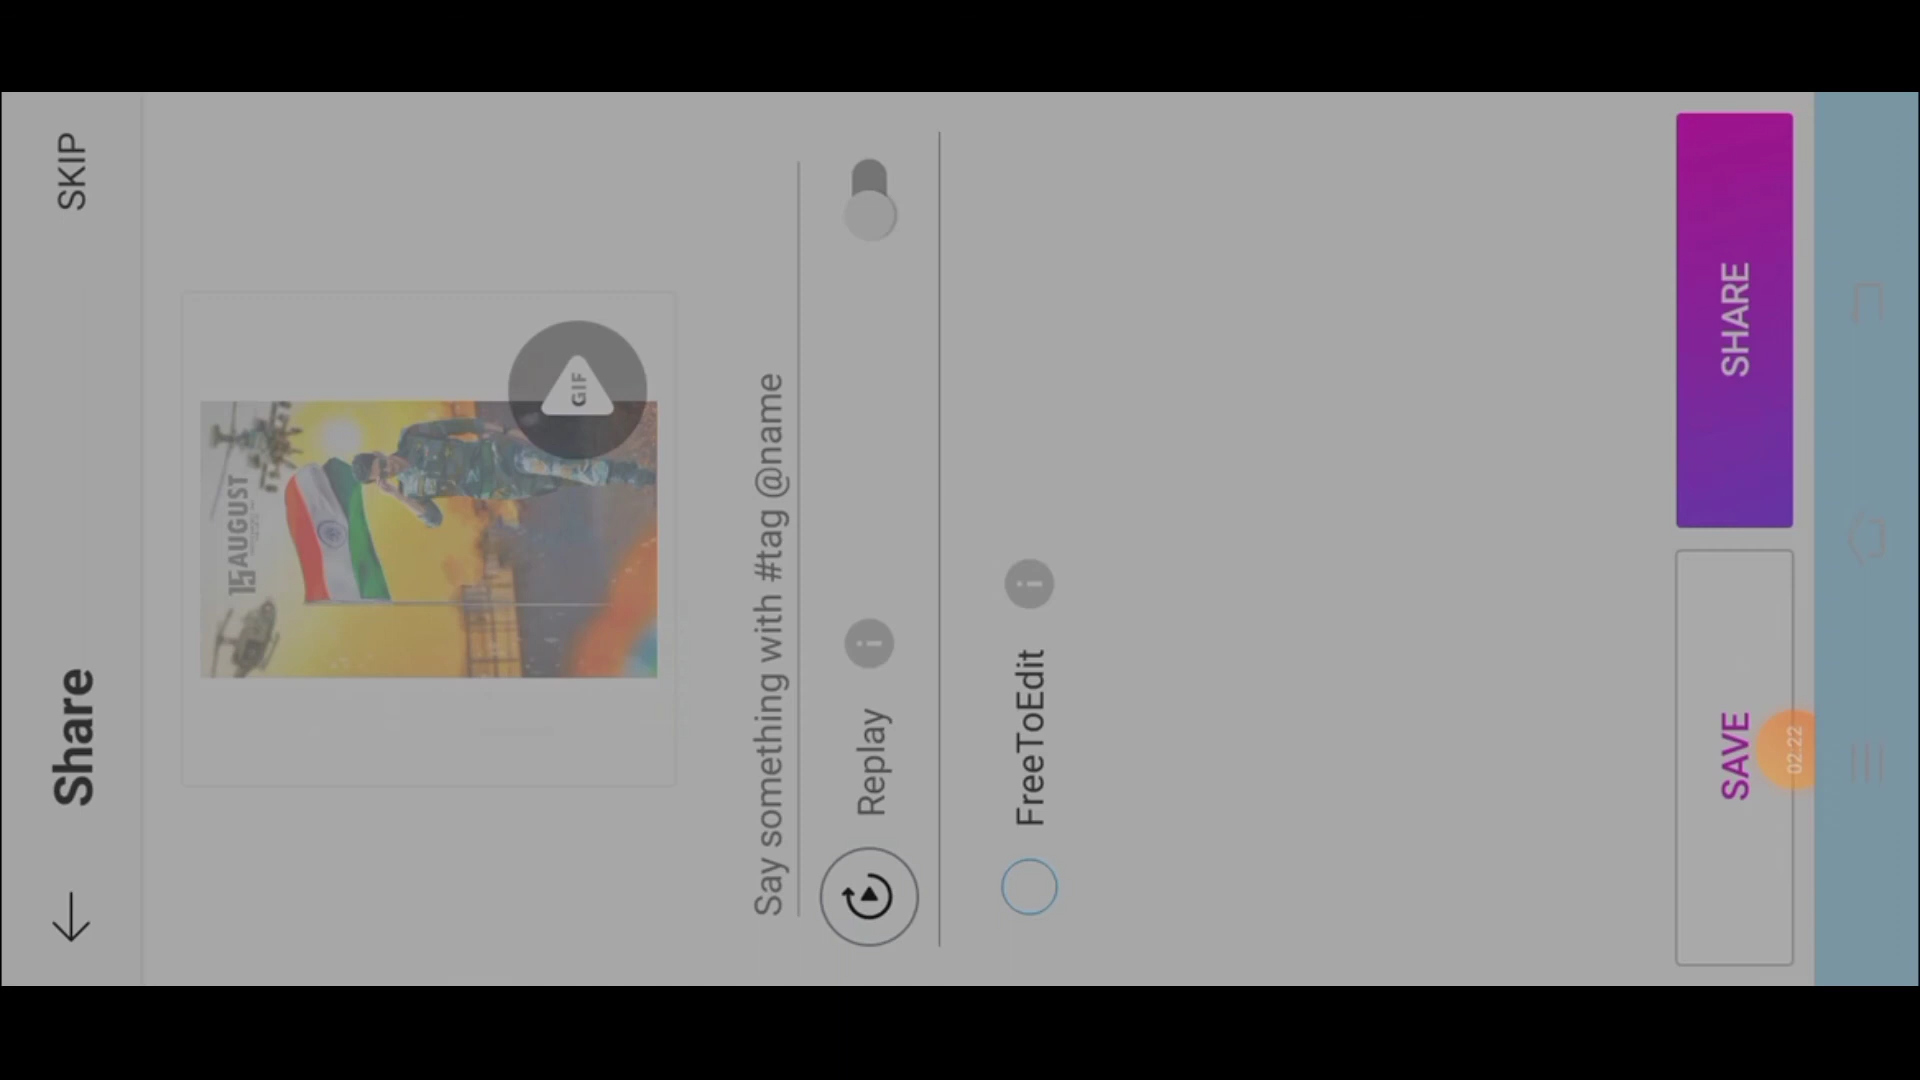 Share
SKIP
15 AUGUST
GIF
Say something with #tag @name
Replay
i
FreeToEdit
i
SAVE
SHARE
02:22